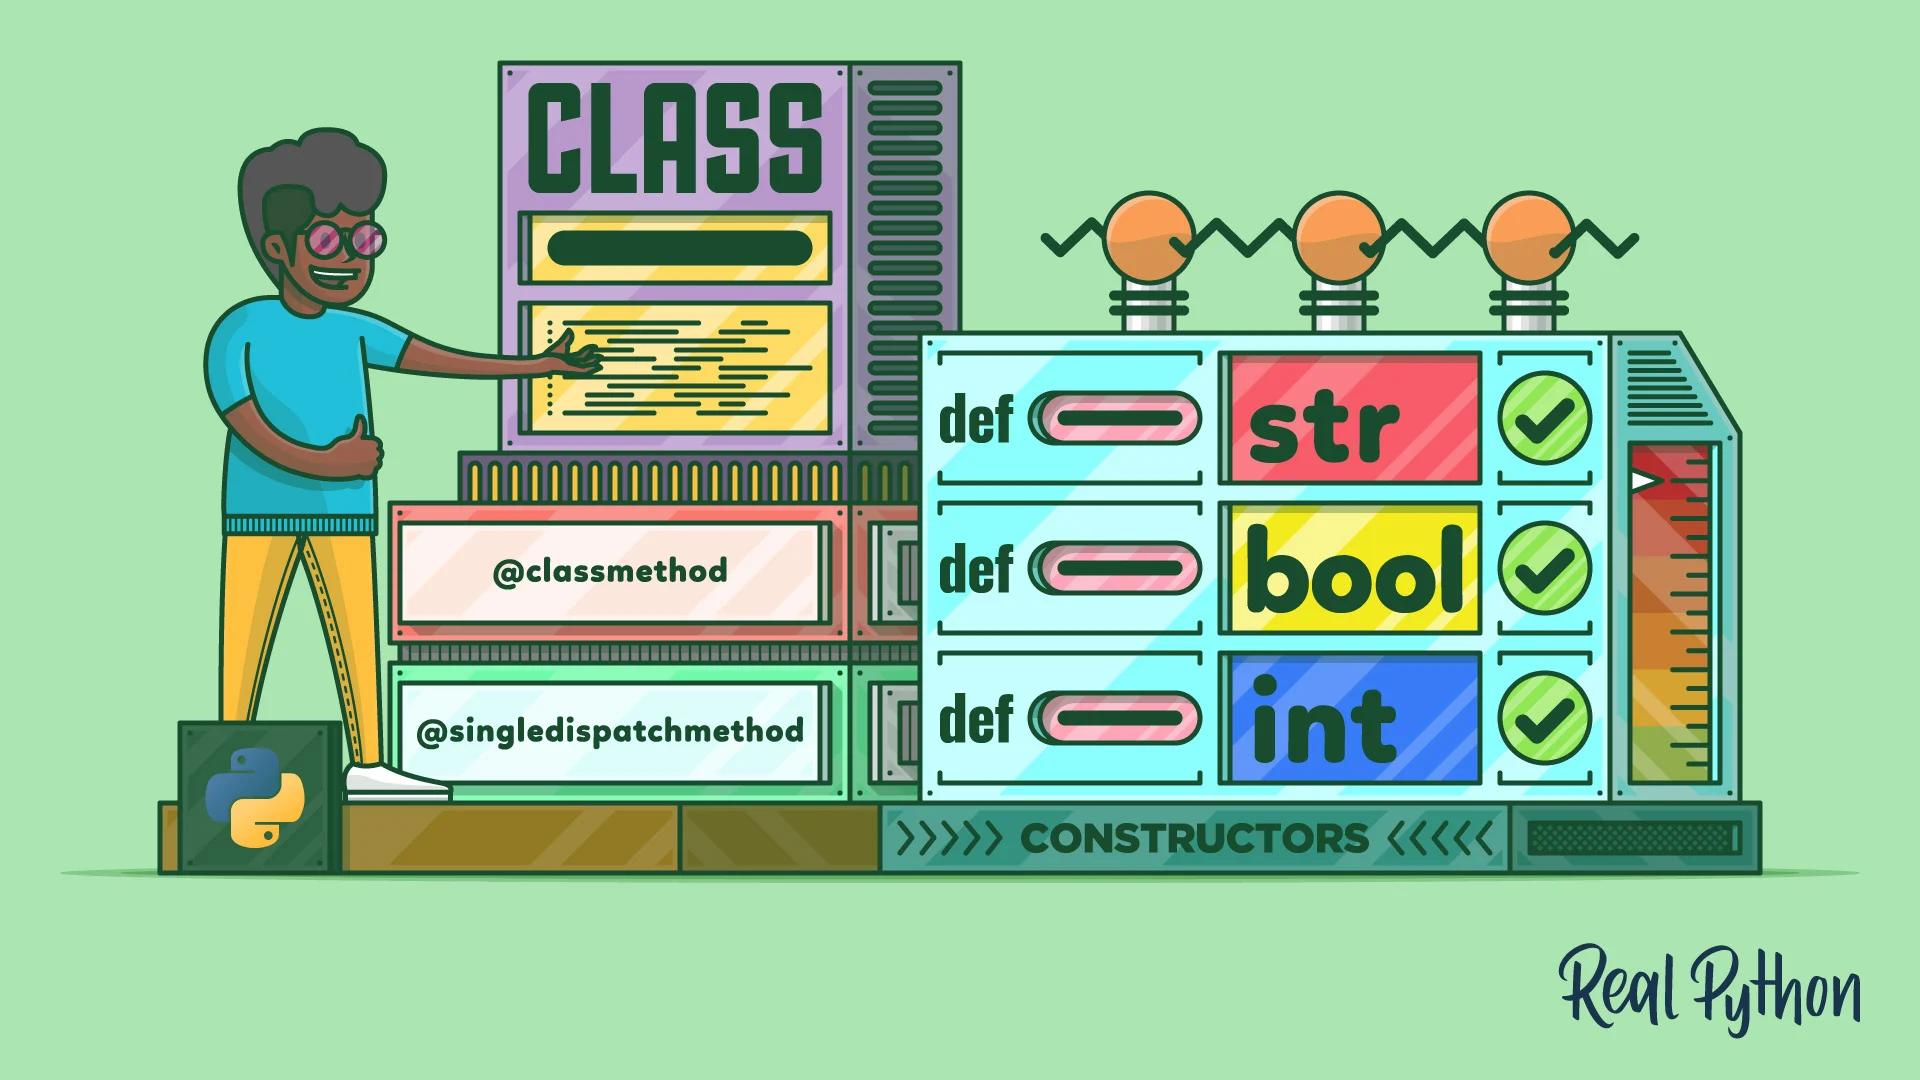 CLASS
@classmethod
@singledispatchmethod
def str
def bool
def int
>>>>> CONSTRUCTORS <<<<<
Real Python